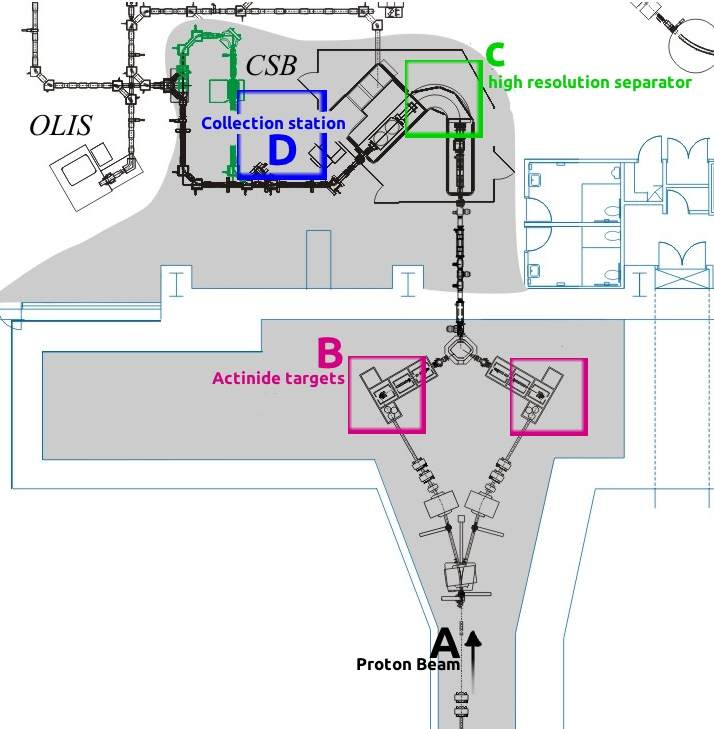 CSB
C
high resolution separator
OLIS
Collection station
D
B
Actinide targets
A
Proton Beam